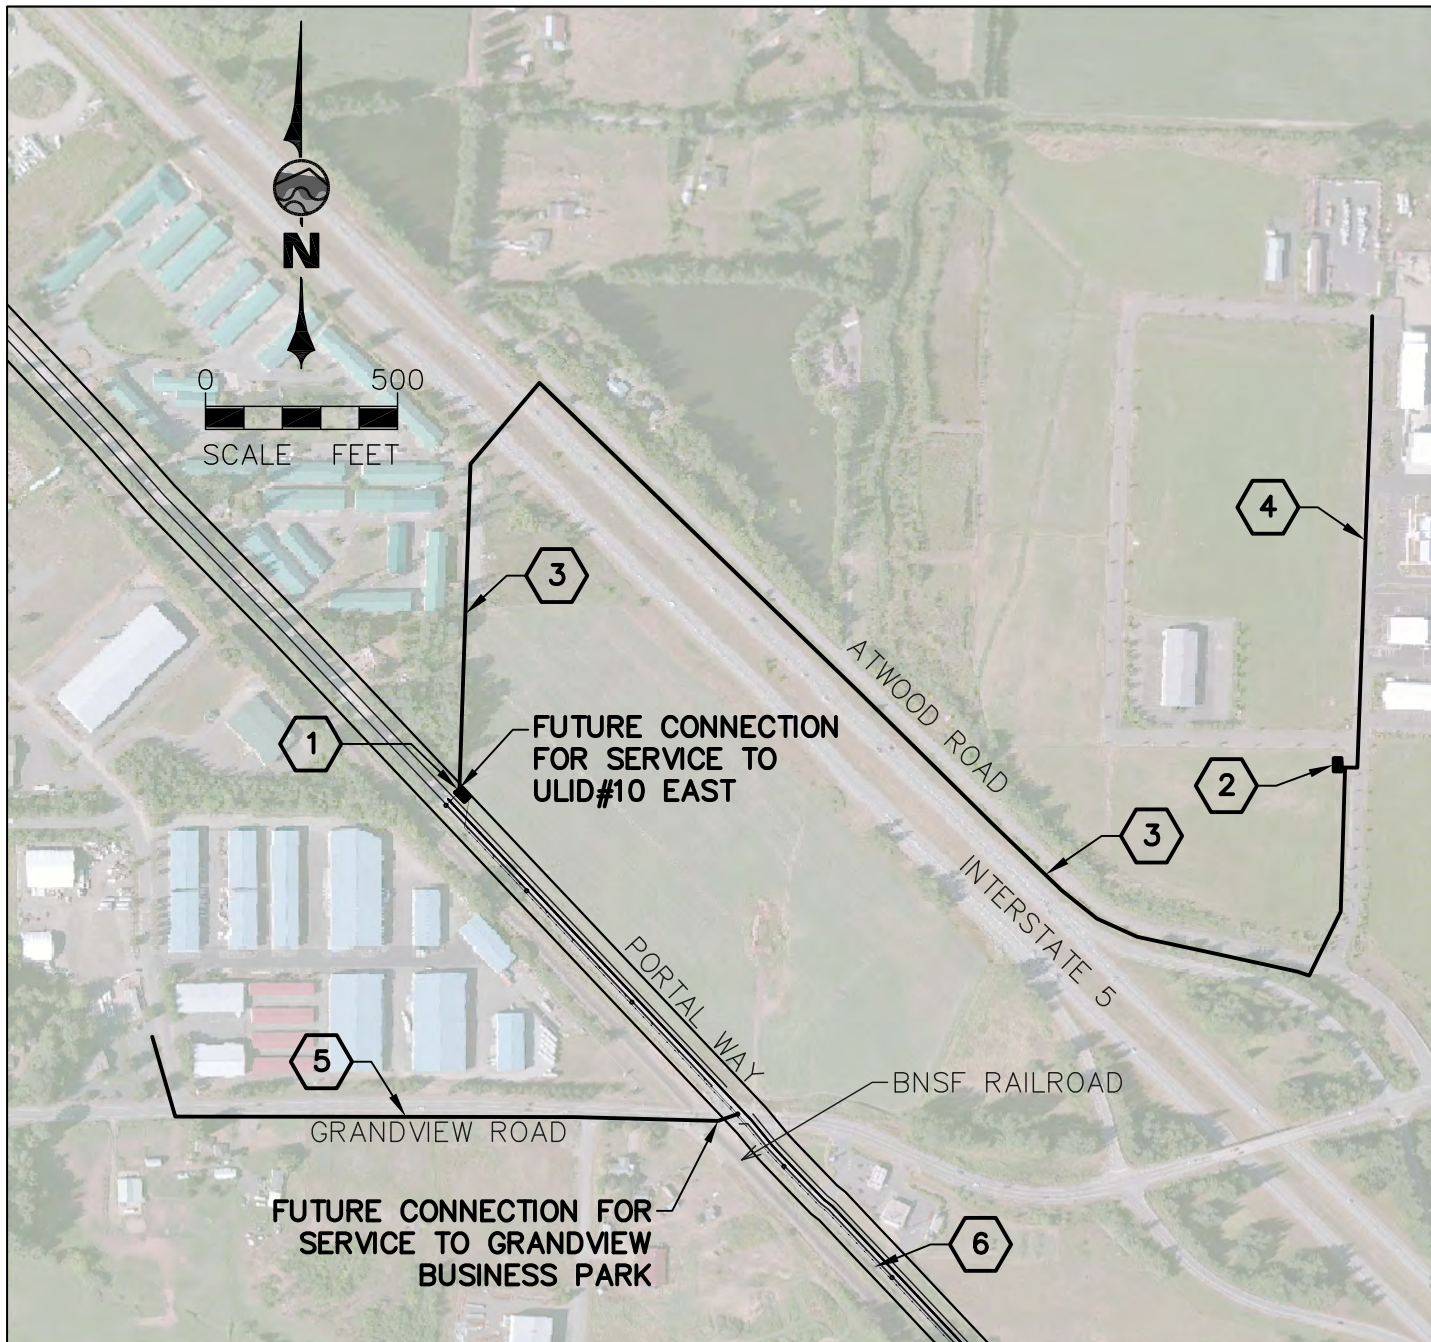 N
0 500
SCALE FEET
4
3
ATWOOD ROAD
1
FUTURE CONNECTION
FOR SERVICE TO
ULID#10 EAST
2
3
INTERSTATE 5
PORTAL WAY
5
BNSF RAILROAD
GRANDVIEW ROAD
FUTURE CONNECTION FOR
SERVICE TO GRANDVIEW
BUSINESS PARK
6